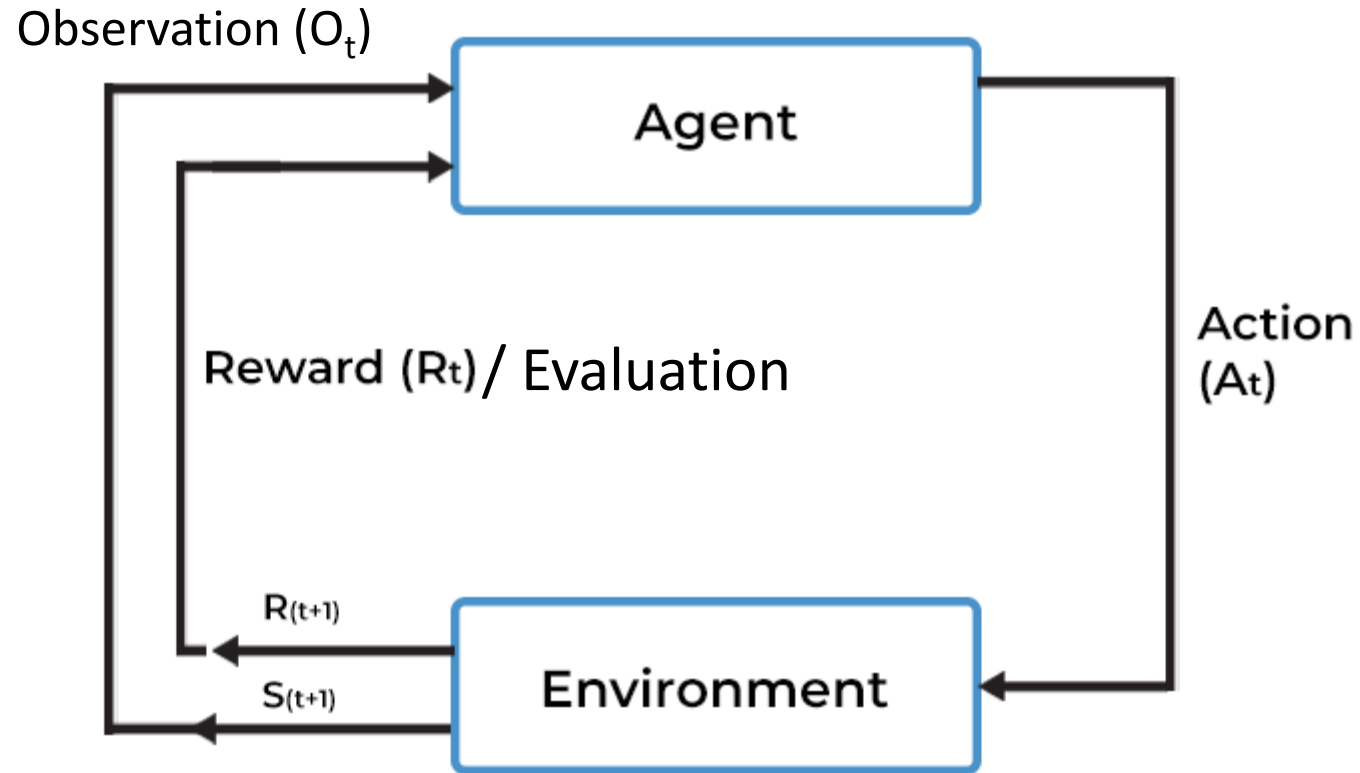 Observation (Ot)
Agent
Action
(At)
Reward (Rt) / Evaluation
R(t+1)
S(t+1)
Environment